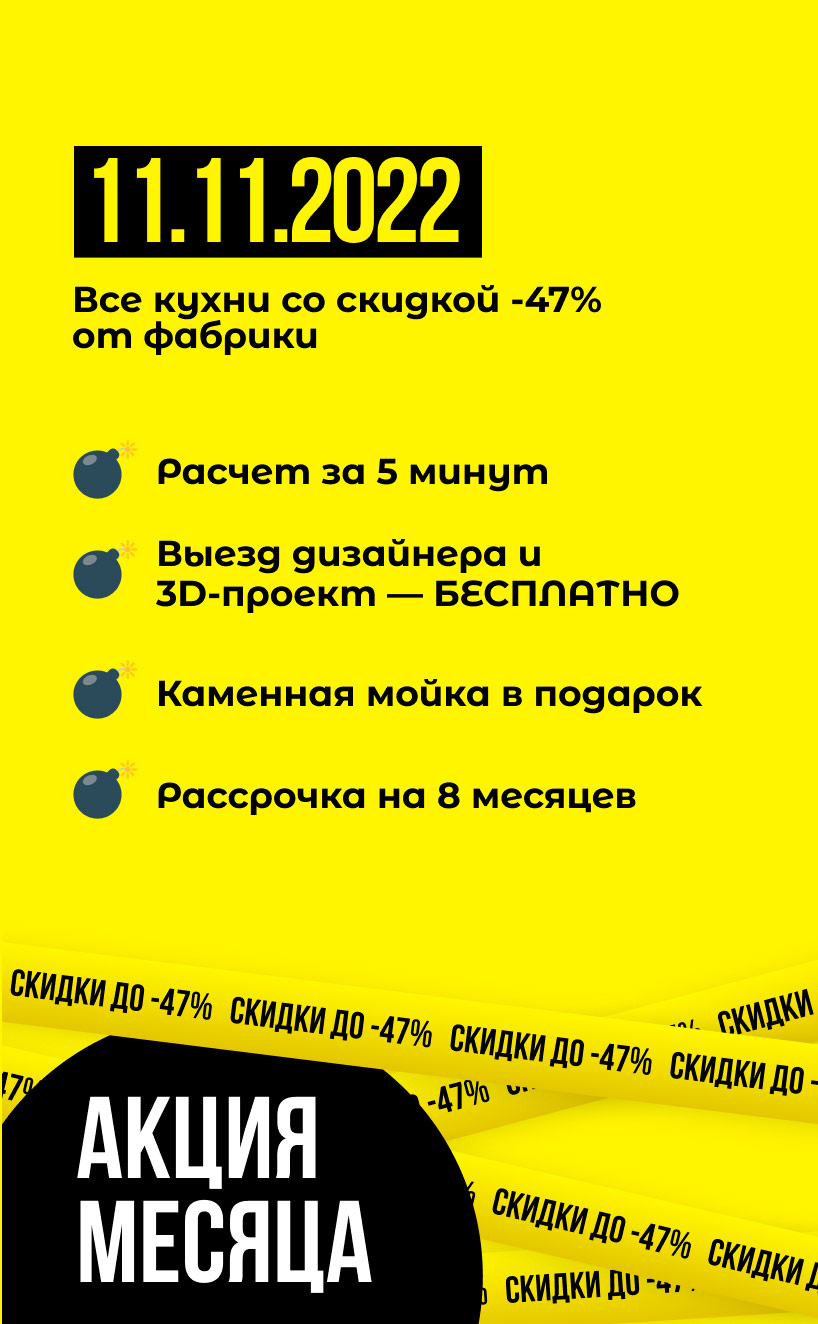 11.11.2022
Все кухни со скидкой -47%
от фабрики
Расчет за 5 минут
Выезд дизайнера и
3D-проект — БЕСПЛАТНО
Каменная мойка в подарок
Рассрочка на 8 месяцев
СКИДКИ ДО -47% СКИДКИ ДО -47% СКИДКИ ДО -47% СКИДКИ ДО -
СКИДКИ
-47%
АКЦИЯ
МЕСЯЦА
СКИДКИ ДО -47% СКИДКИ
СКИДКИ ДО